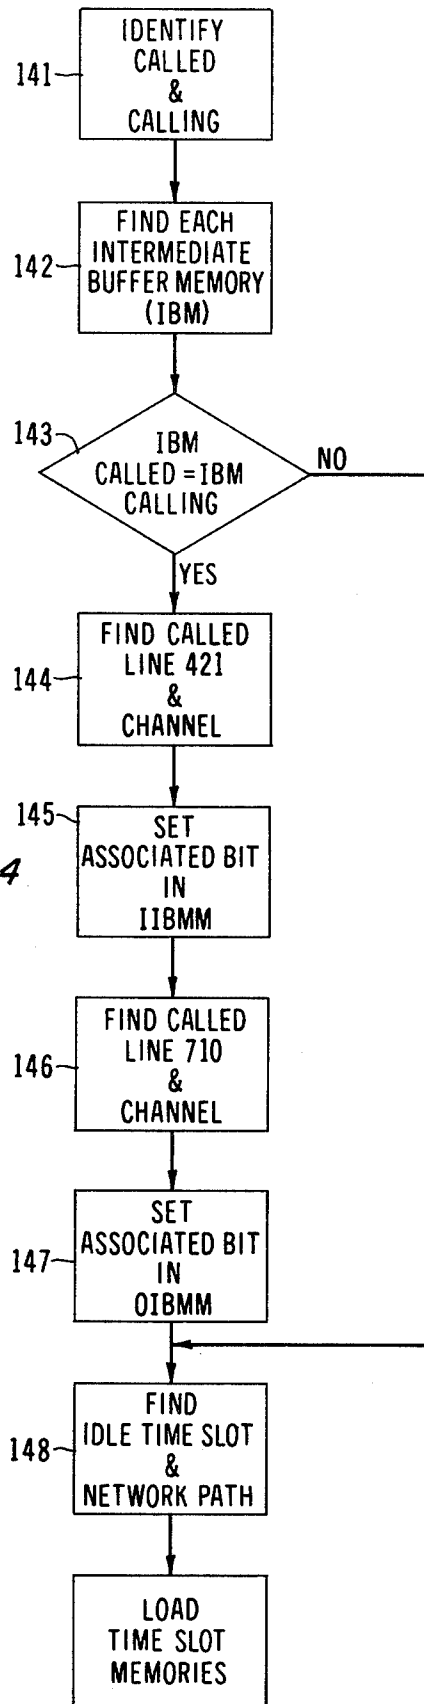 IDENTIFY
CALLED
&
CALLING
141
FIND EACH
INTERMEDIATE
BUFFER MEMORY
(IBM)
142
143
IBM
CALLED = IBM
CALLING
NO
YES
FIND CALLED
LINE 421
&
CHANNEL
144
145
SET
ASSOCIATED BIT
IN
IIBMM
4
FIND CALLED
LINE 710
&
CHANNEL
146
SET
ASSOCIATED BIT
IN
OIBMM
147
FIND
IDLE TIME SLOT
&
NETWORK PATH
148
LOAD
TIME SLOT
MEMORIES